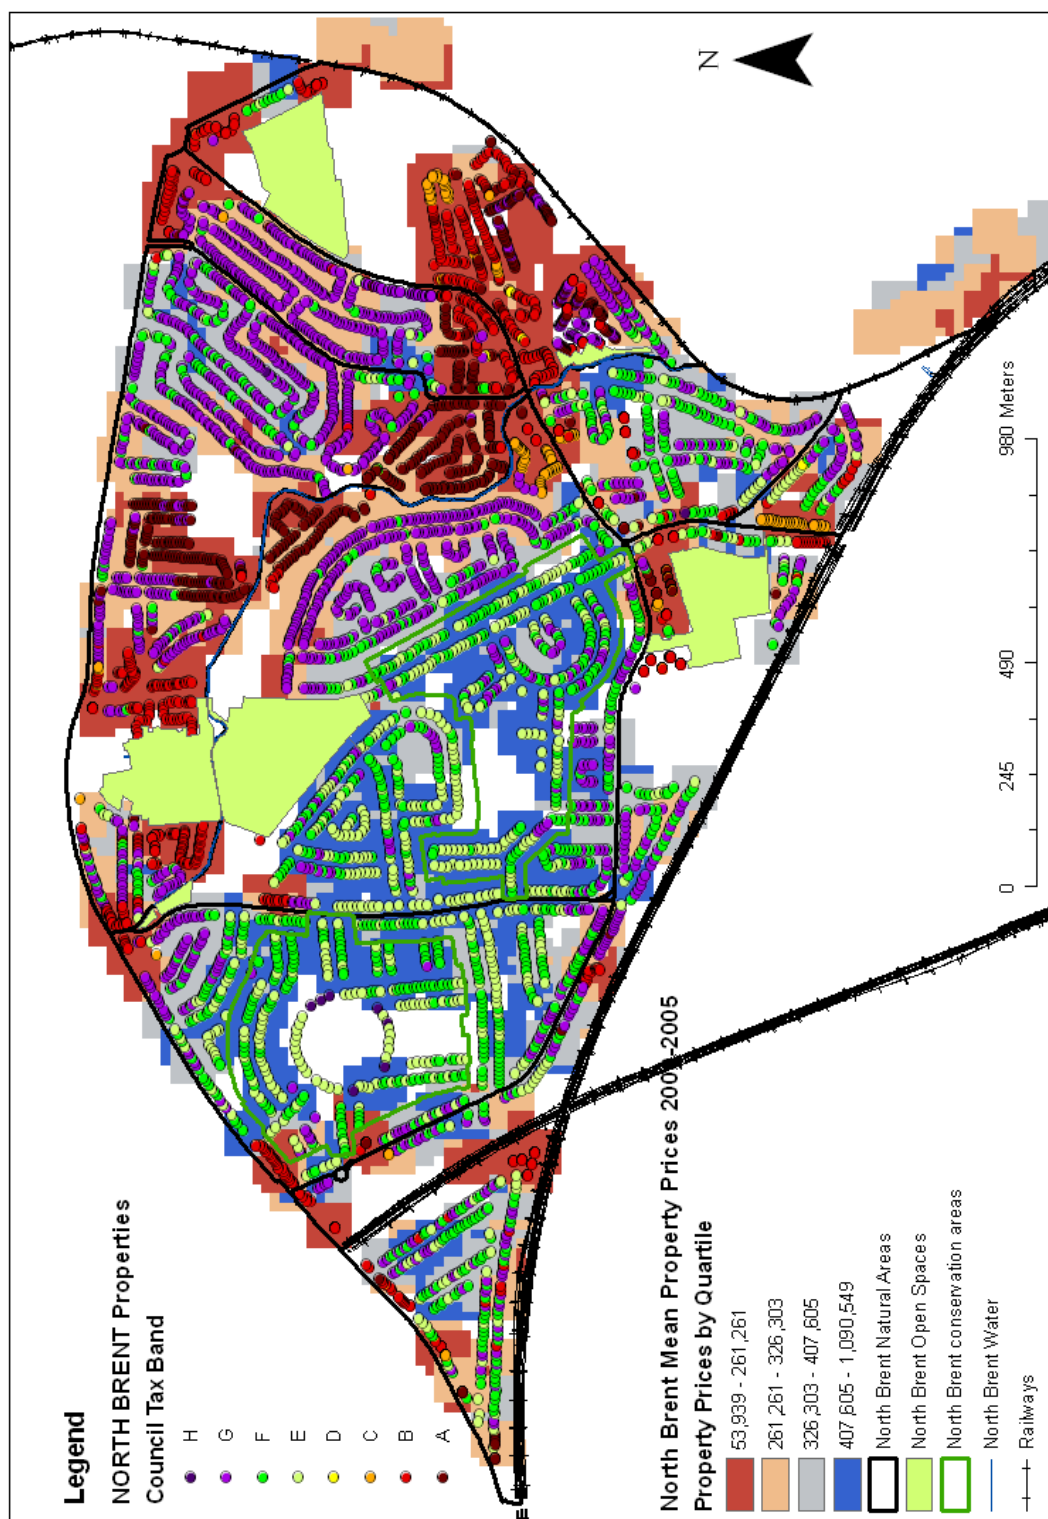 Legend
NORTH BRENT Properties
Council Tax Band
H
G
F
E
D
C
B
A
North Brent Mean Property Prices 2000-2005
Property Prices by Quartile
53,939 - 261,261
261,261 - 326,303
326,303 - 407,605
407,605 - 1,090,549
North Brent Natural Areas
North Brent Open Spaces
North Brent conservation areas
North Brent Water
Railways
0 245 490 980 Meters
N